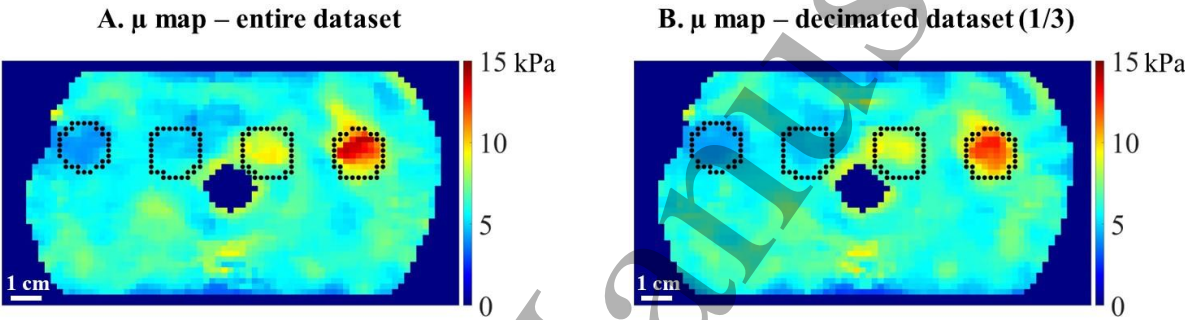 A. μ map – entire dataset
B. μ map – decimated dataset (1/3)
15 kPa
10
5
0
1 cm
15 kPa
10
5
0
1 cm